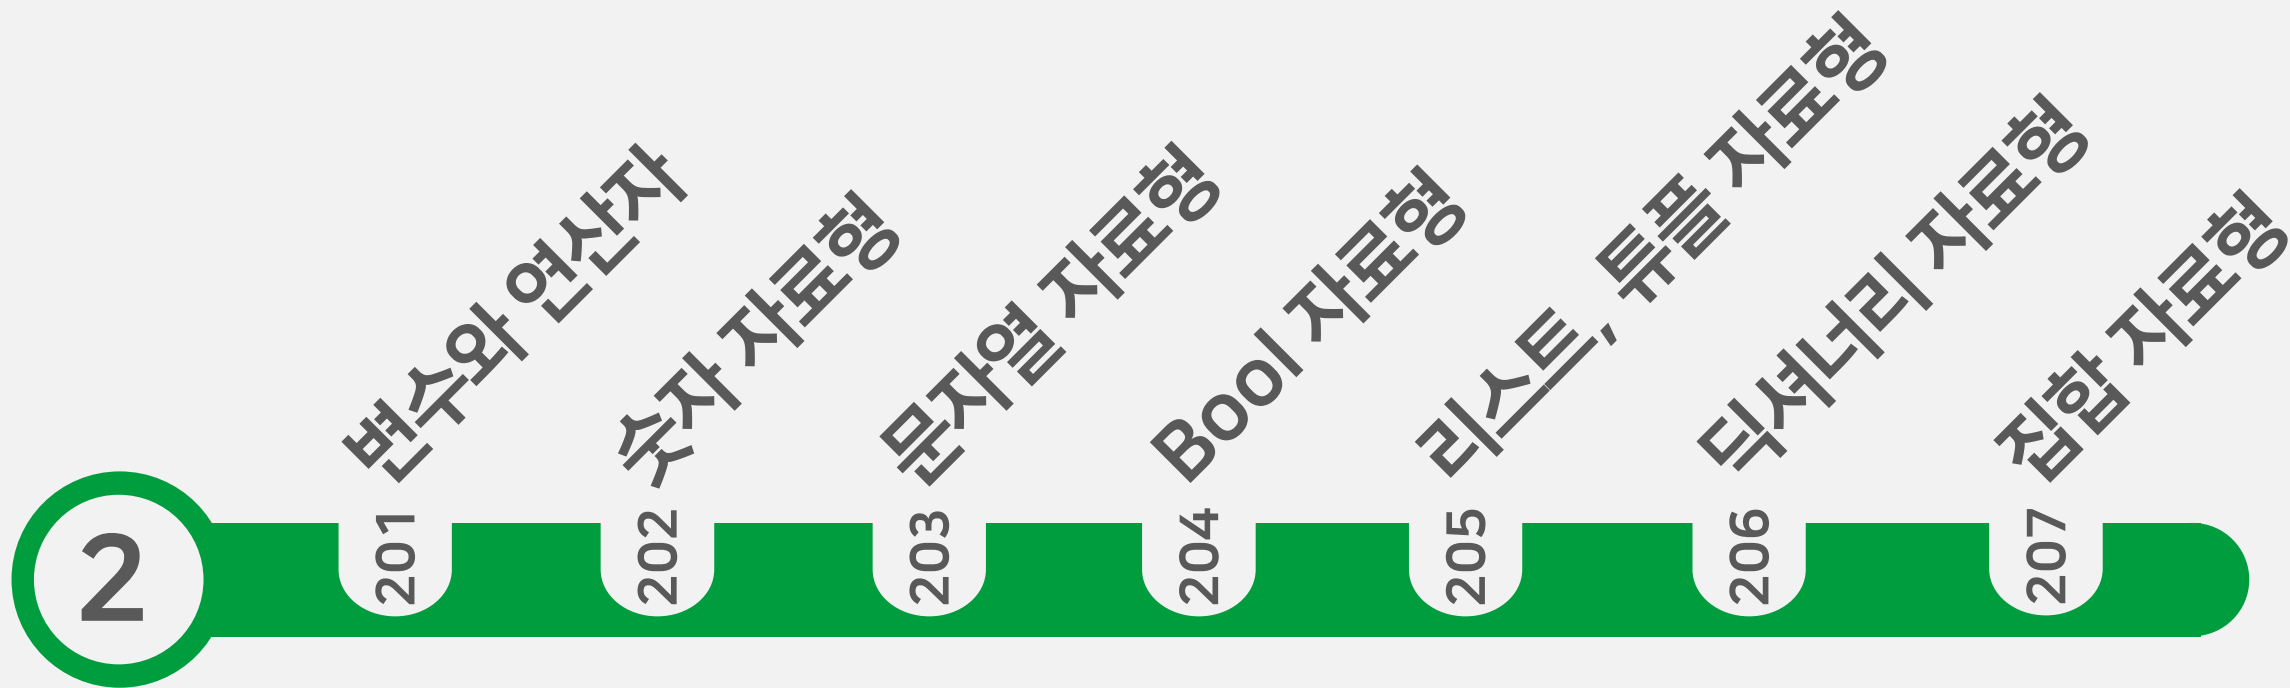 2
201 변수와 연산자
202 숫자 자료형
203 문자열 자료형
204 Bool 자료형
205 리스트, 튜플 자료형
206 딕셔너리 자료형
207 집합 자료형